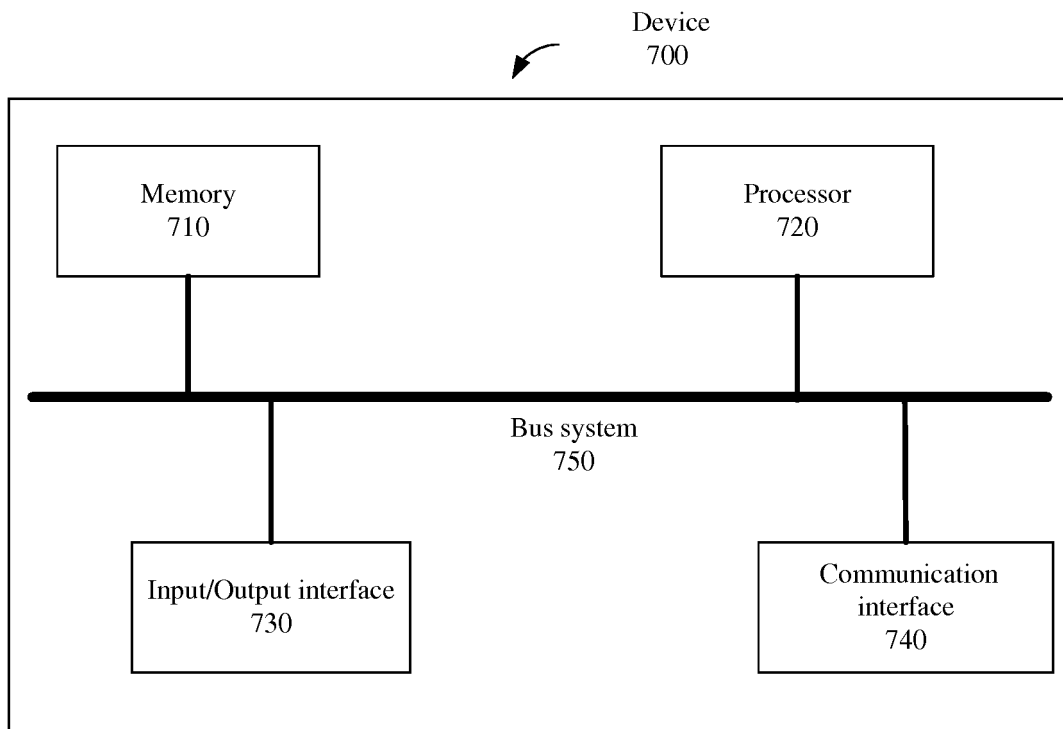 Device
700
Memory
710
Processor
720
Bus system
750
Input/Output interface
730
Communication
interface
740